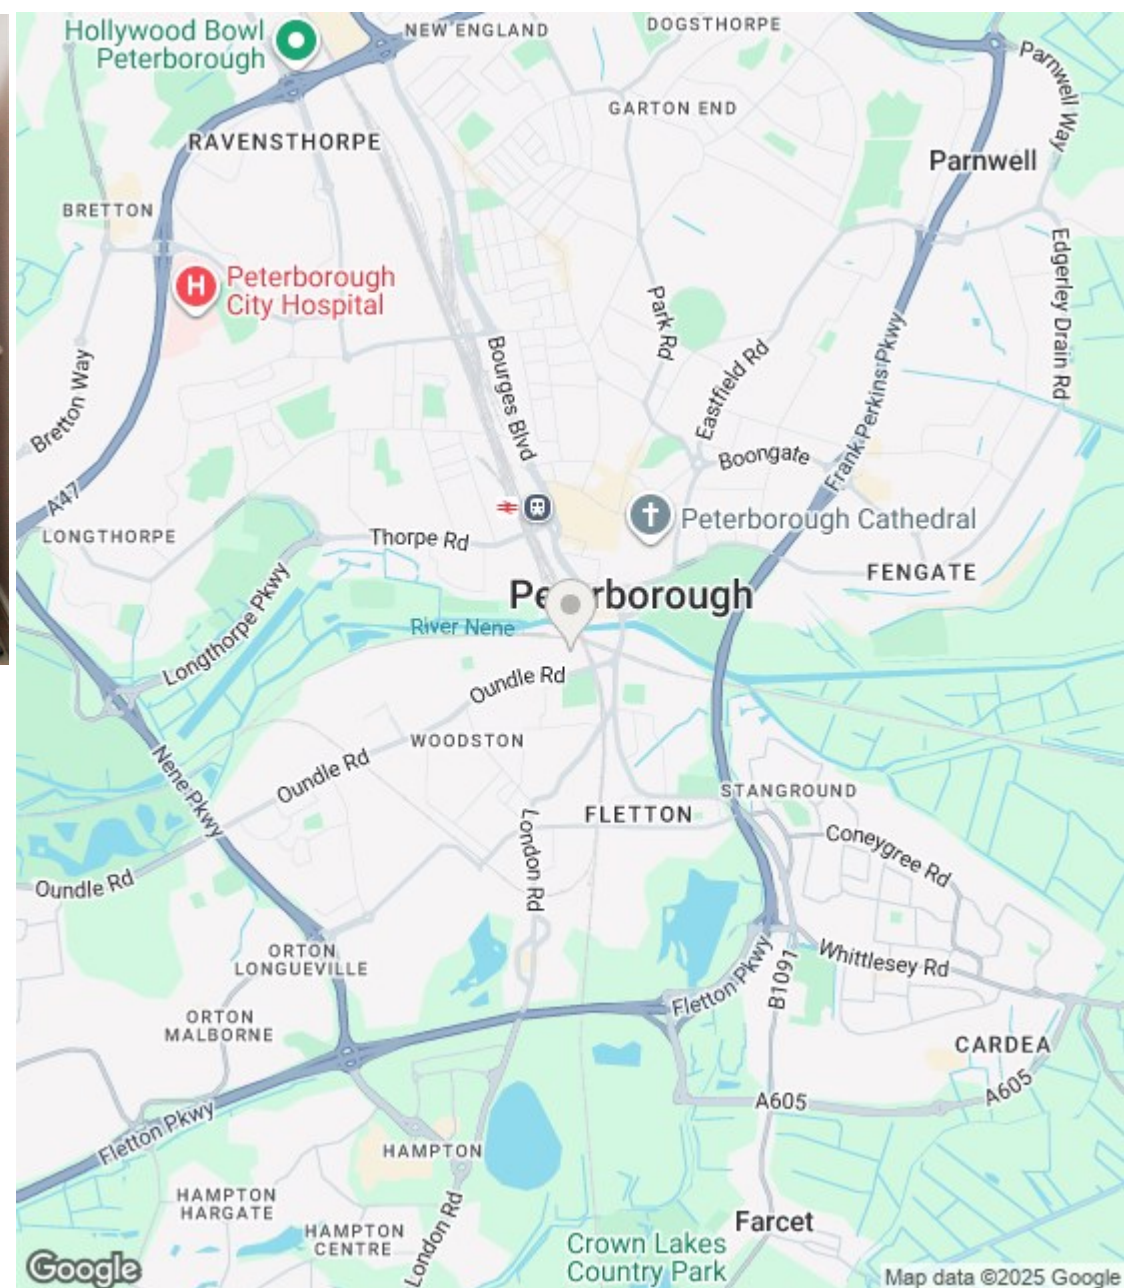 Hollywood Bowl
Peterborough
NEW ENGLAND
DOGSTHORPE
Parnwell Way
GARTON END
RAVENSTHORPE
Parnwell
BRETTON
Peterborough
City Hospital
Edgerley Drain Rd
Park Rd
Bourges Blvd
Eastfield Rd
Frank Perkins Pkwy
Bretton Way
Boongate
A47
LONGTHORPE
Thorpe Rd
Peterborough Cathedral
FENGATE
Longthorpe Pkwy
River Nene
Oundle Rd
WOODSTON
Nene Pkwy
Oundle Rd
STANGROUND
FLETTON
London Rd
Coneygree Rd
Oundle Rd
ORTON
LONGUEVILLE
Whittlesey Rd
Fletton Pkwy
B1091
ORTON
MALBORNE
CARDEA
A605
A605
Fletton Pkwy
HAMPTON
HAMPTON
HARGATE
London Rd
HAMPTON
CENTRE
Farcet
Crown Lakes
Country Park
Google
Map data ©2025 Google